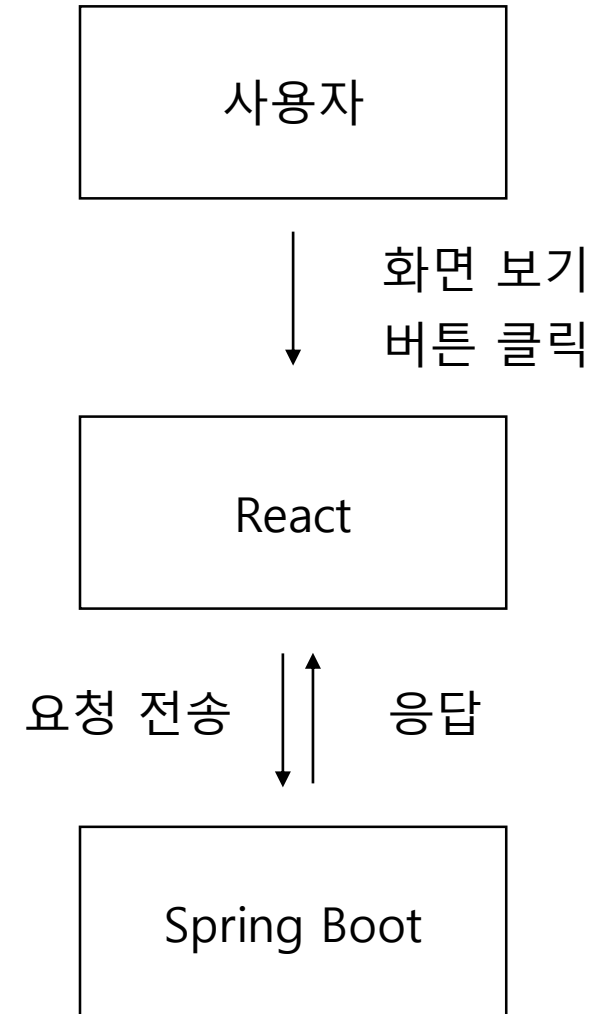 사용자
화면 보기
버튼 클릭
React
요청 전송
응답
Spring Boot